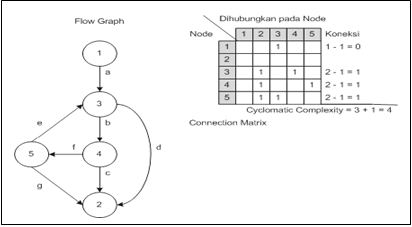 Flow Graph
1
a
3
e
b
d
5
f
4
g
c
2
Dihubungkan pada Node
Node 1 2 3 4 5 Koneksi
1 1 1 - 1 = 0
2
3 1 1 2 - 1 = 1
4 1 1 2 - 1 = 1
5 1 1 2 - 1 = 1
Cyclomatic Complexity = 3 + 1 = 4
Connection Matrix